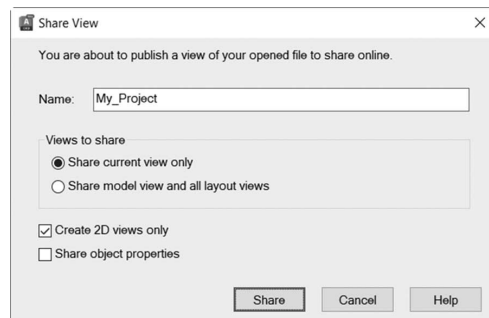 Share View
You are about to publish a view of your opened file to share online.
Name: My_Project
Views to share
Share current view only
Share model view and all layout views
Create 2D views only
Share object properties
Share Cancel Help